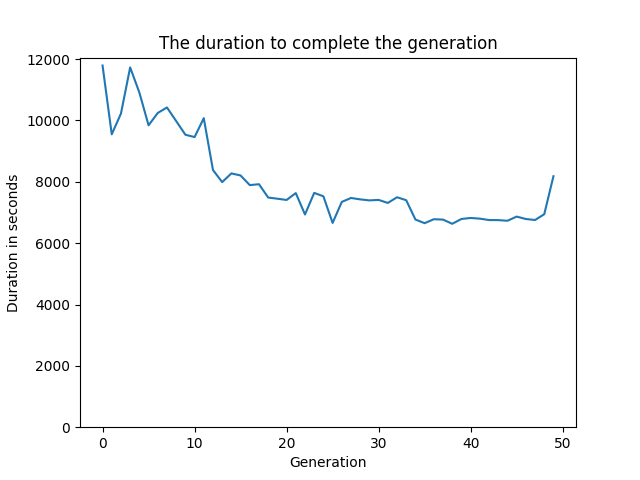 The duration to complete the generation
12000
10000
8000
6000
4000
2000
0
Duration in seconds
0 10 20 30 40 50
Generation